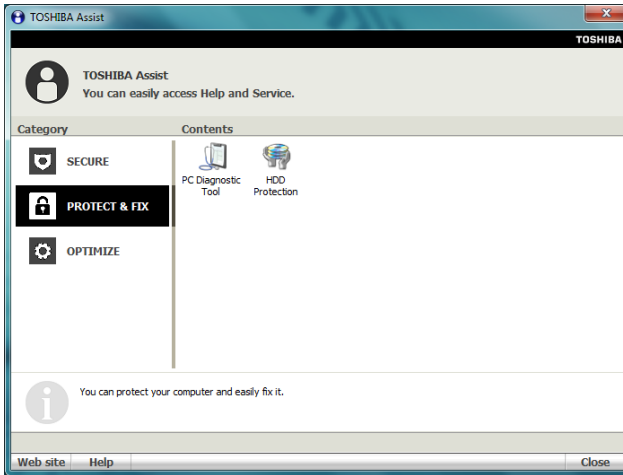 TOSHIBA Assist
TOSHIBA
TOSHIBA Assist
You can easily access Help and Service.
Category
Contents
SECURE
PROTECT & FIX
OPTIMIZE
PC Diagnostic
Tool
HDD
Protection
You can protect your computer and easily fix it.
Web site
Help
Close